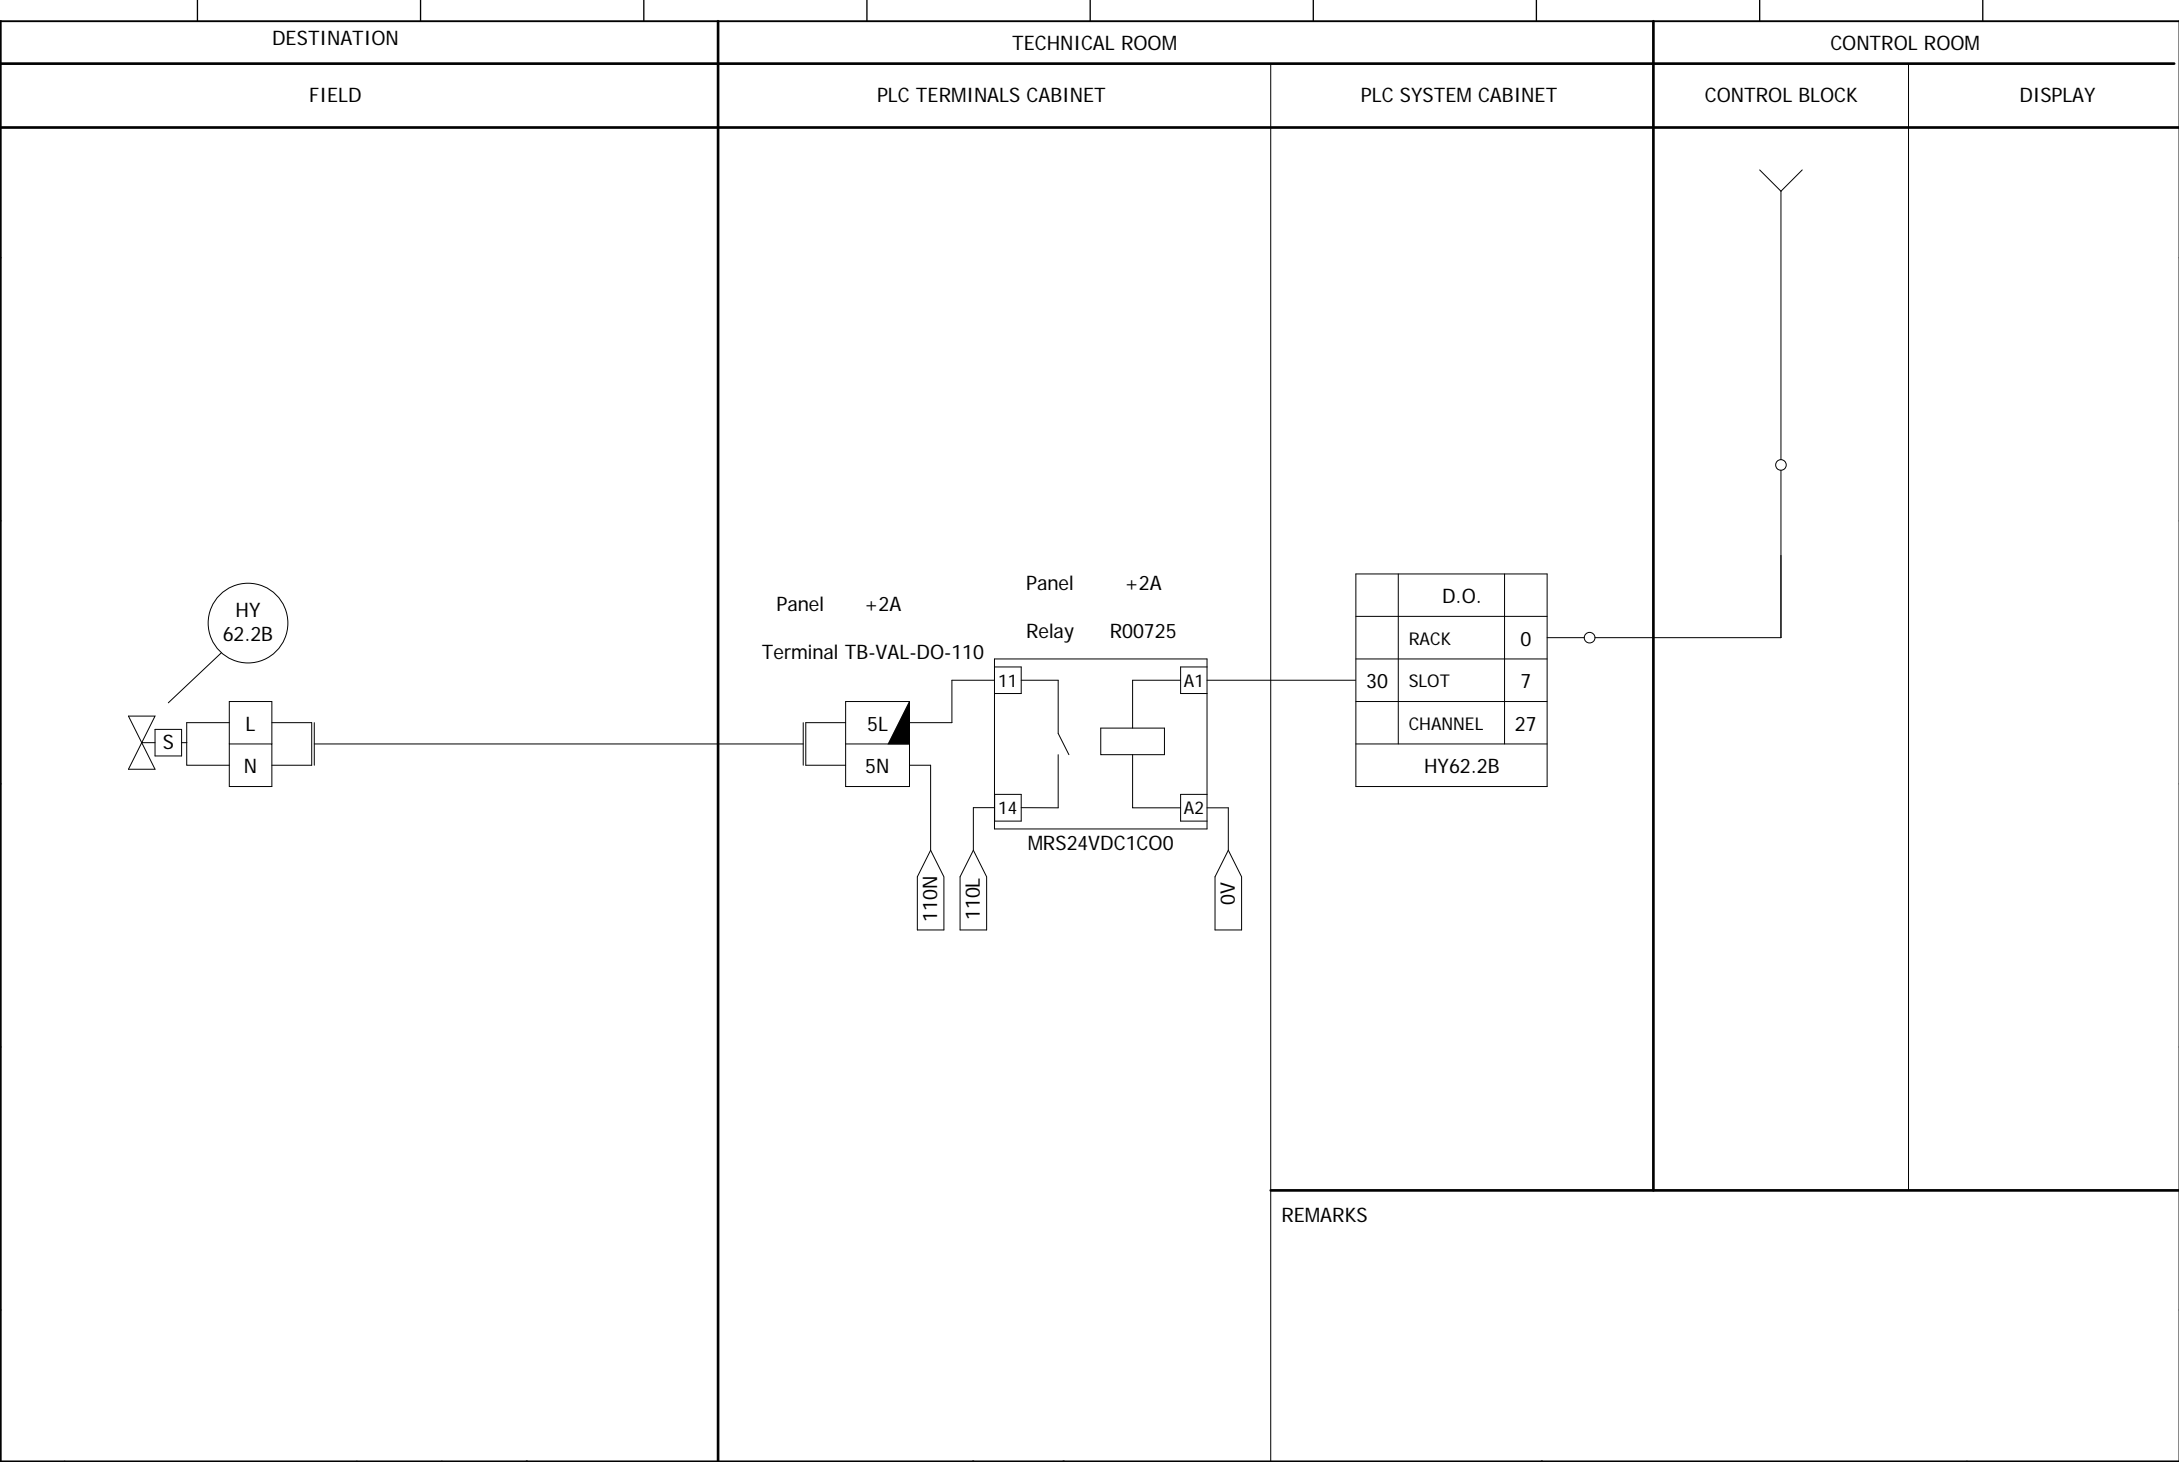 DESTINATION
TECHNICAL ROOM
CONTROL ROOM
FIELD
PLC TERMINALS CABINET
PLC SYSTEM CABINET
CONTROL BLOCK
DISPLAY
HY
62.2B
S
L
N
Panel +2A
Terminal TB-VAL-DO-110
5L
5N
110N
110L
Panel +2A
Relay R00725
11
A1
14
A2
MRS24VDC1CO0
0V
D.O.
RACK 0
30 SLOT 7
CHANNEL 27
HY62.2B
REMARKS